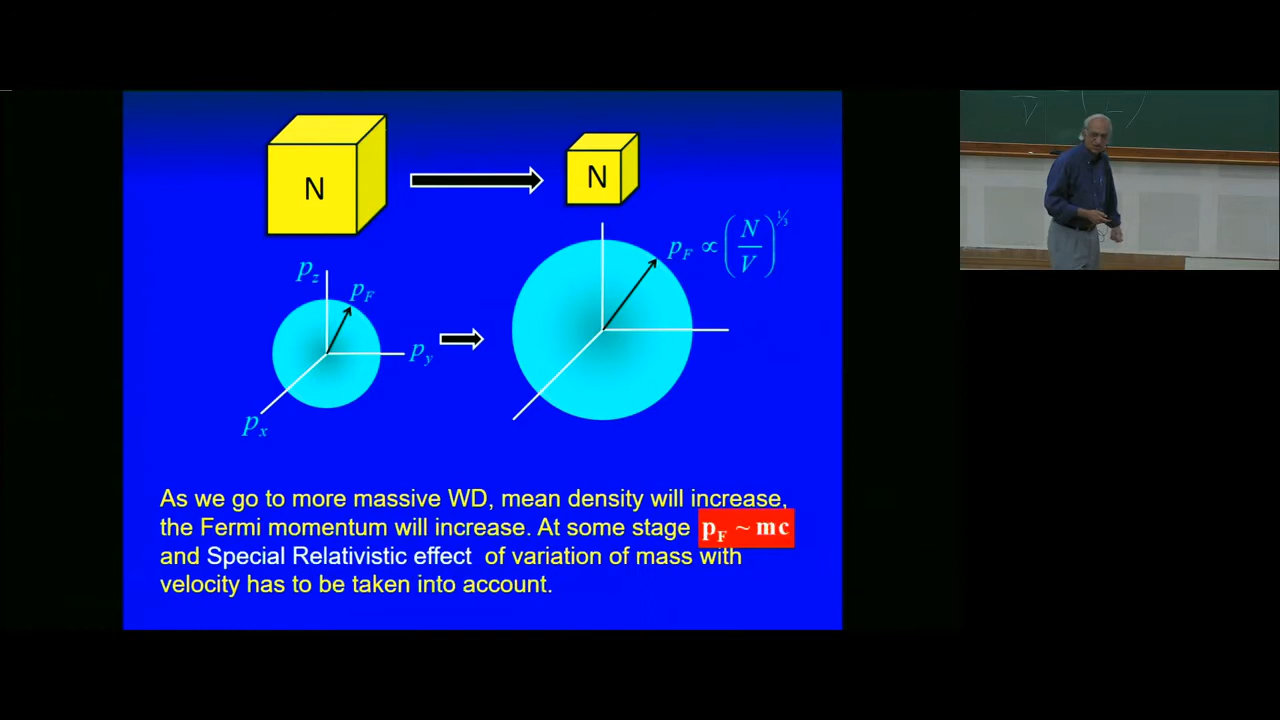 N
N
p_F ∝ (N/V)^⅓
p_z
p_F
p_y
p_x
As we go to more massive WD, mean density will increase,
the Fermi momentum will increase. At some stage p_F ~ mc
and Special Relativistic effect of variation of mass with
velocity has to be taken into account.